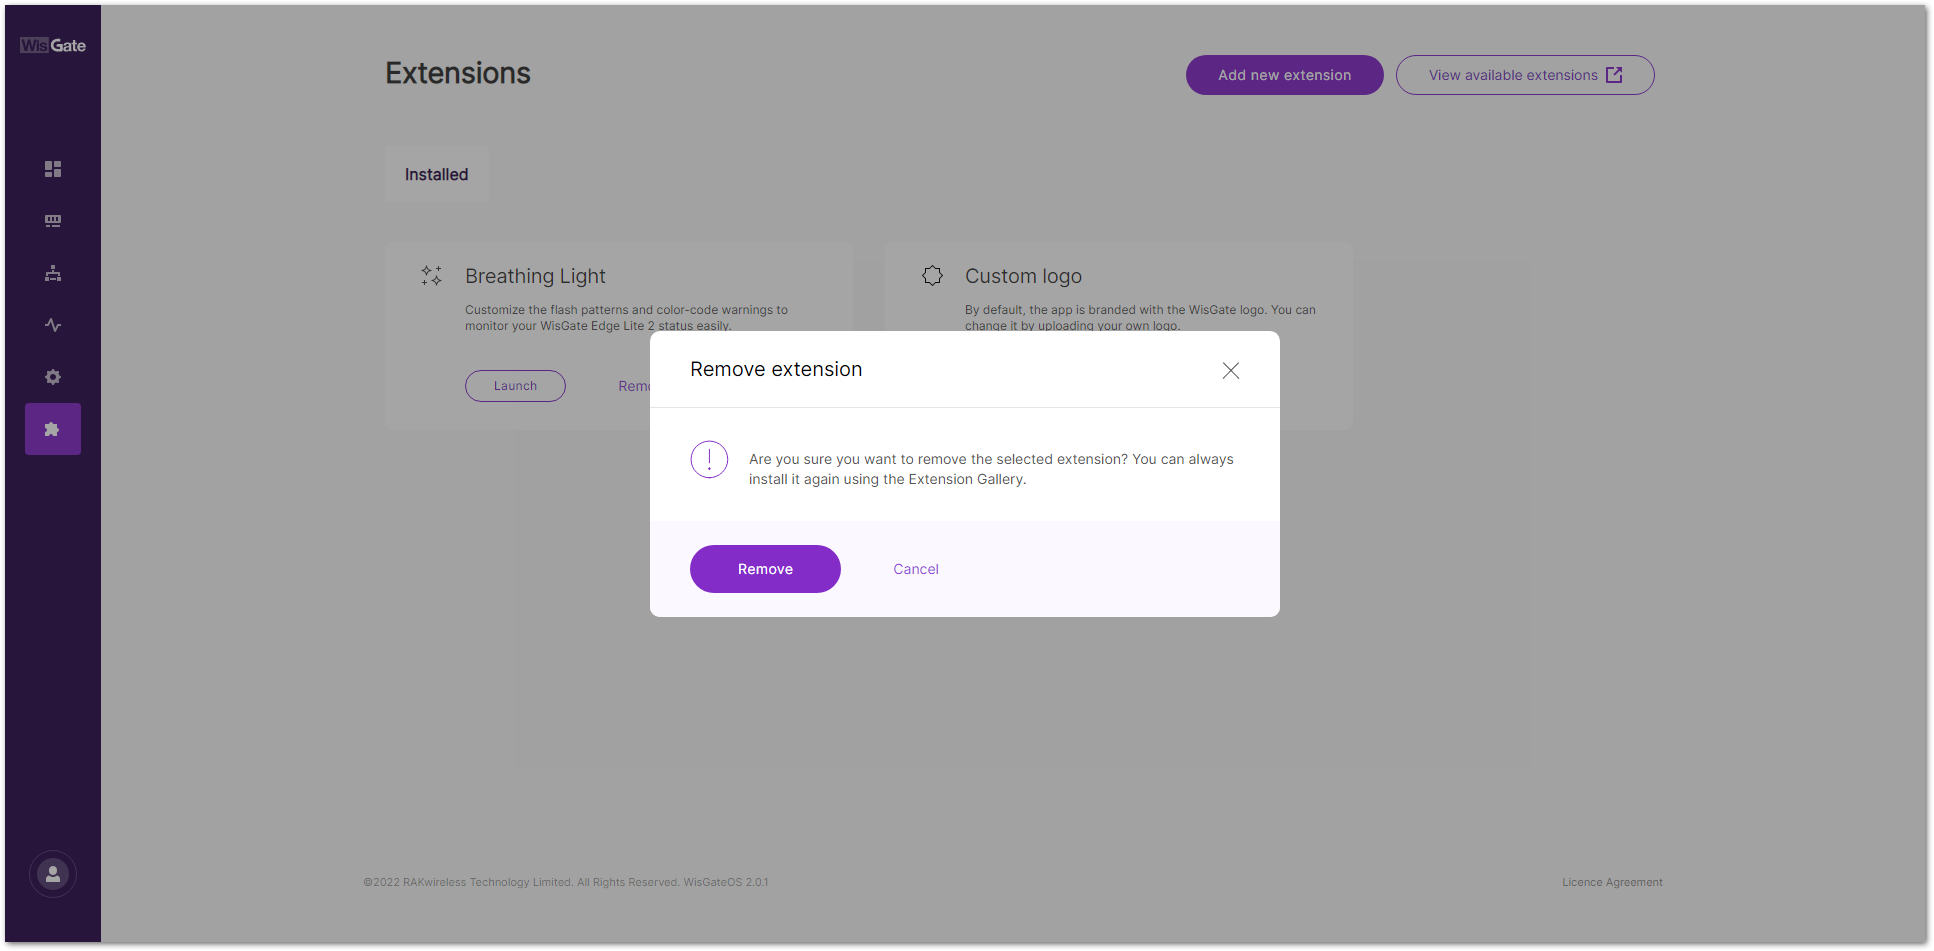 WisGate
Extensions
Add new extension
View available extensions
Installed
Breathing Light
Customize the flash patterns and color-code warnings to
monitor your WisGate Edge Lite 2 status easily.
Launch
Remo
Custom logo
By default, the app is branded with the WisGate logo. You can
change it by uploading your own logo.
Remove extension
Are you sure you want to remove the selected extension? You can always
install it again using the Extension Gallery.
Remove
Cancel
©2022 RAKwireless Technology Limited. All Rights Reserved. WisGateOS 2.0.1
Licence Agreement